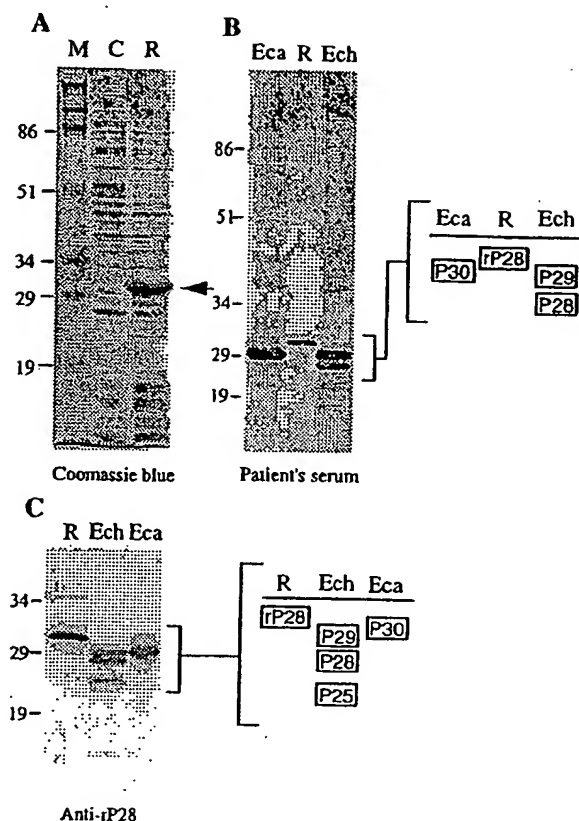 A
M C R
86
51
34
29
19
Coomassie blue
B
Eca R Ech
86
51
34
29
19
Patient's serum
Eca R Ech
P30 rP28 P29
P28
C
R Ech Eca
34
29
19
Anti-rP28
R Ech Eca
rP28 P29 P30
P28
P25